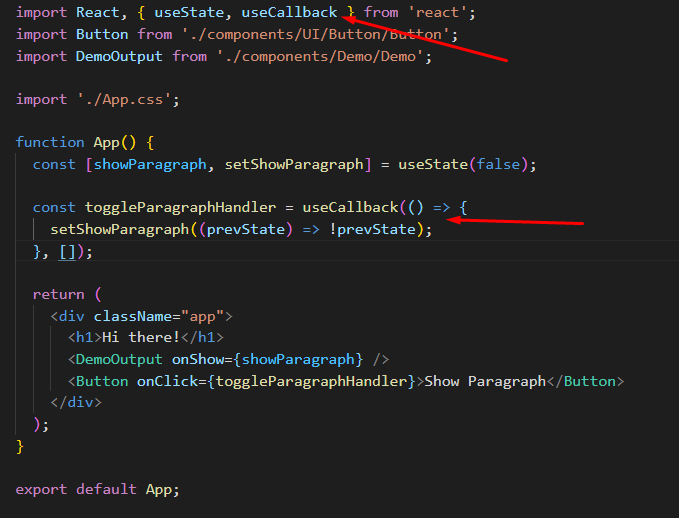 import React, { useState, useCallback } from 'react';
import Button from './components/UI/Button/Button';
import DemoOutput from './components/Demo/Demo';
import './App.css';
function App() {
const [showParagraph, setShowParagraph] = useState(false);
const toggleParagraphHandler = useCallback(() => {
setShowParagraph((prevState) => !prevState);
}, []);
return (
<div className="app">
<h1>Hi there!</h1>
<DemoOutput onShow={showParagraph} />
<Button onClick={toggleParagraphHandler}>Show Paragraph</Button>
</div>
);
}
export default App;